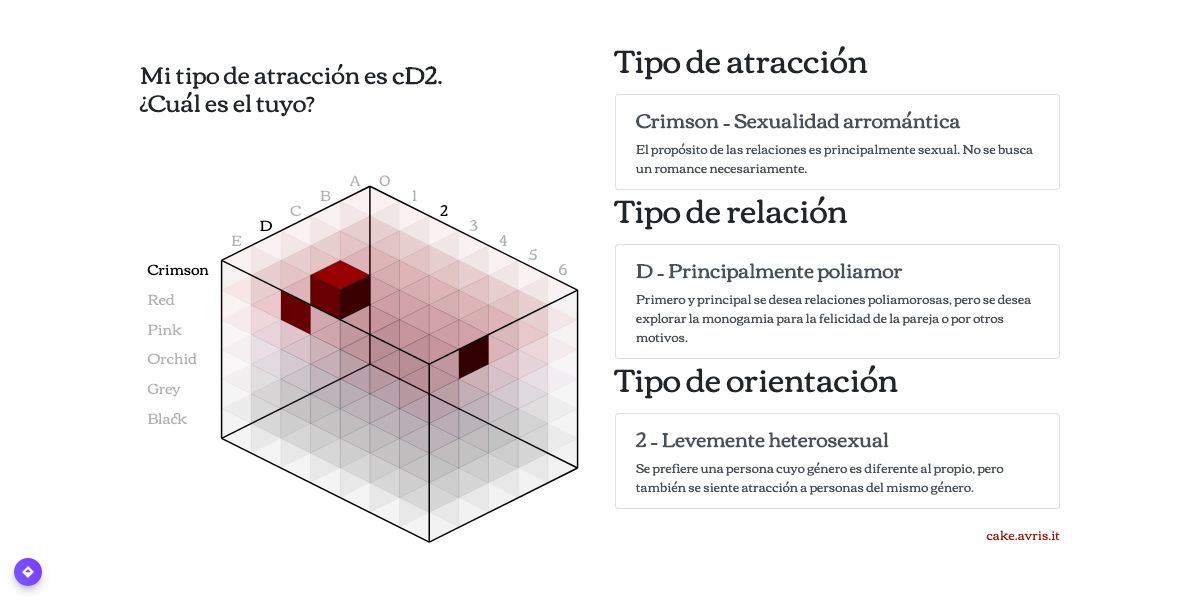 Mi tipo de atracción es cD2.
¿Cuál es el tuyo?
A
O
B
1
C
2
D
3
E
4
5
6
Crimson
Red
Pink
Orchid
Grey
Black
Tipo de atracción
Crimson - Sexualidad arromántica
El propósito de las relaciones es principalmente sexual. No se busca
un romance necesariamente.
Tipo de relación
D - Principalmente poliamor
Primero y principal se desea relaciones poliamorosas, pero se desea
explorar la monogamia para la felicidad de la pareja o por otros
motivos.
Tipo de orientación
2 - Levemente heterosexual
Se prefiere una persona cuyo género es diferente al propio, pero
también se siente atracción a personas del mismo género.
cake.avris.it